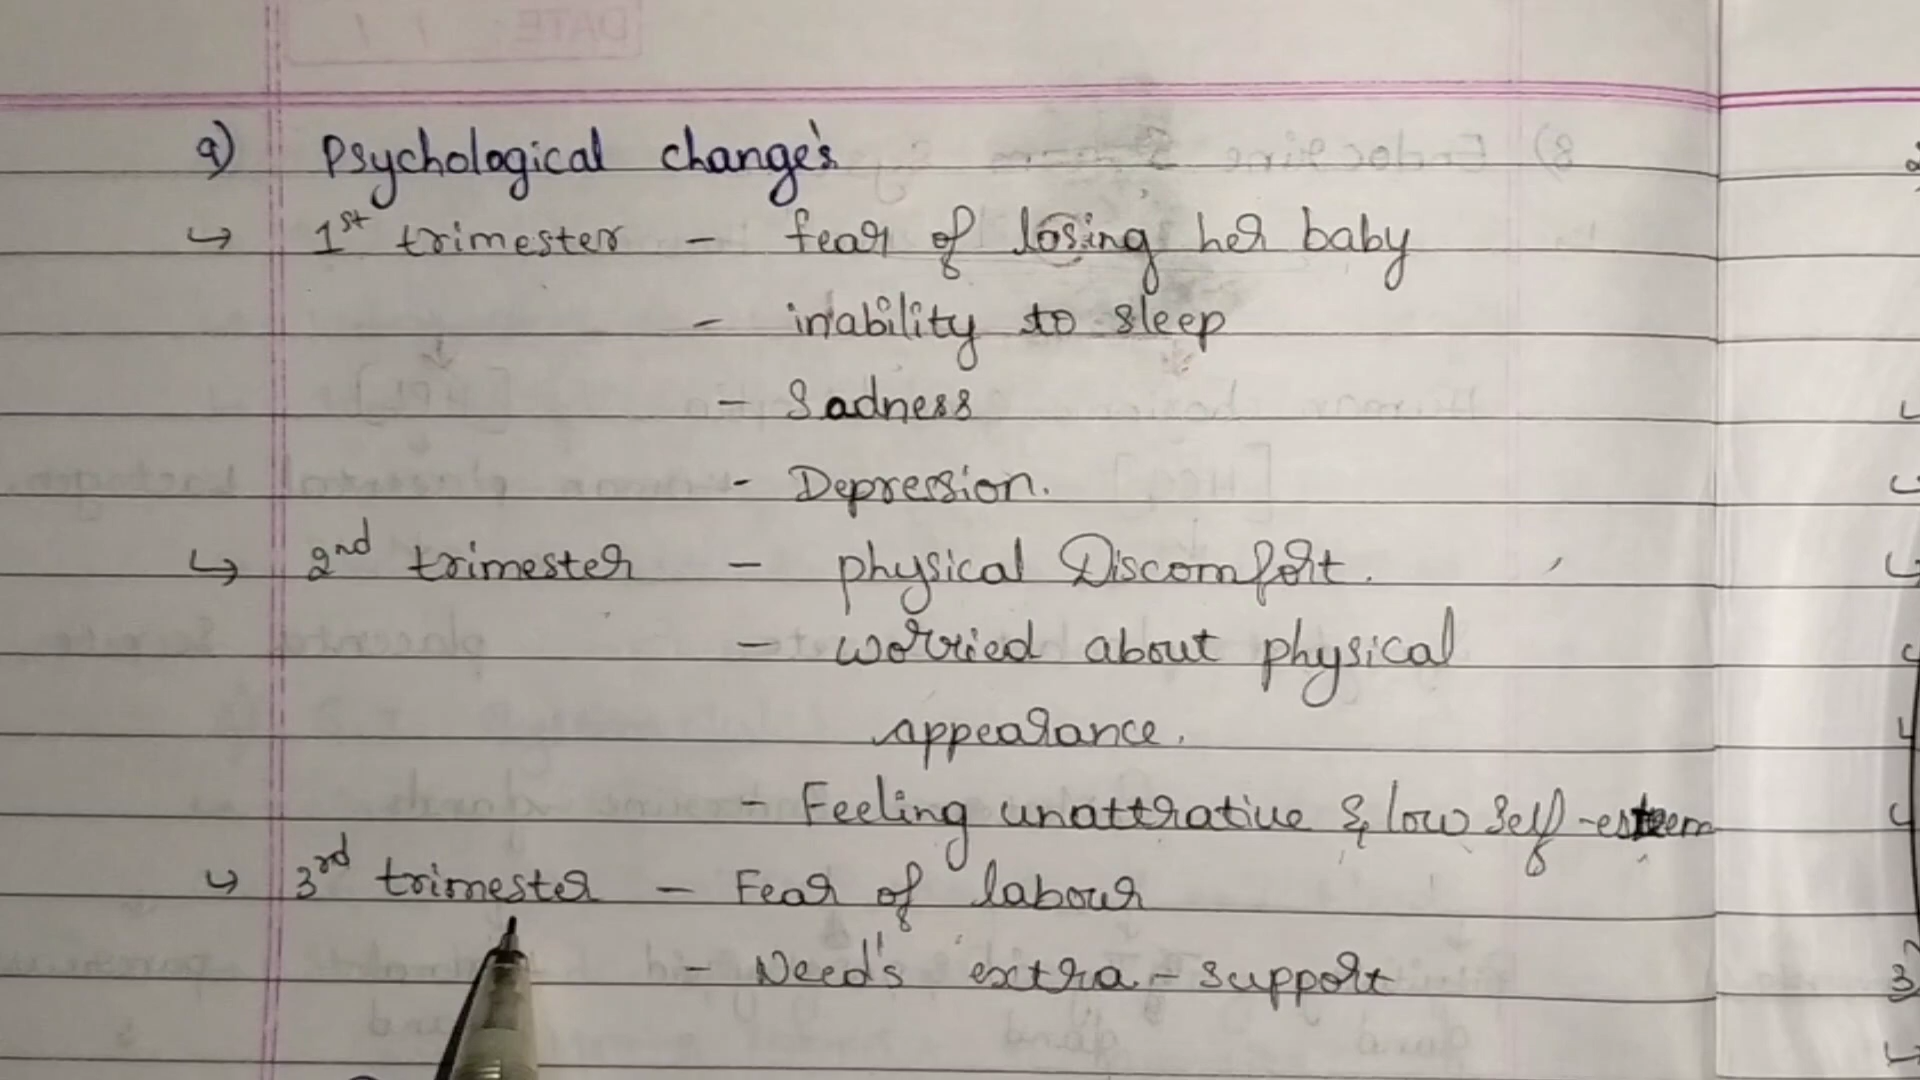 9) Psychological change's
↳ 1st trimester - fear of losing her baby
- inability to sleep
- Sadness
- Depression.
↳ 2nd trimester - physical Discomfort.
- worried about physical
appearance.
- Feeling unattrative & low self-esteem
↳ 3rd trimester - Fear of labour
- Need's extra - support